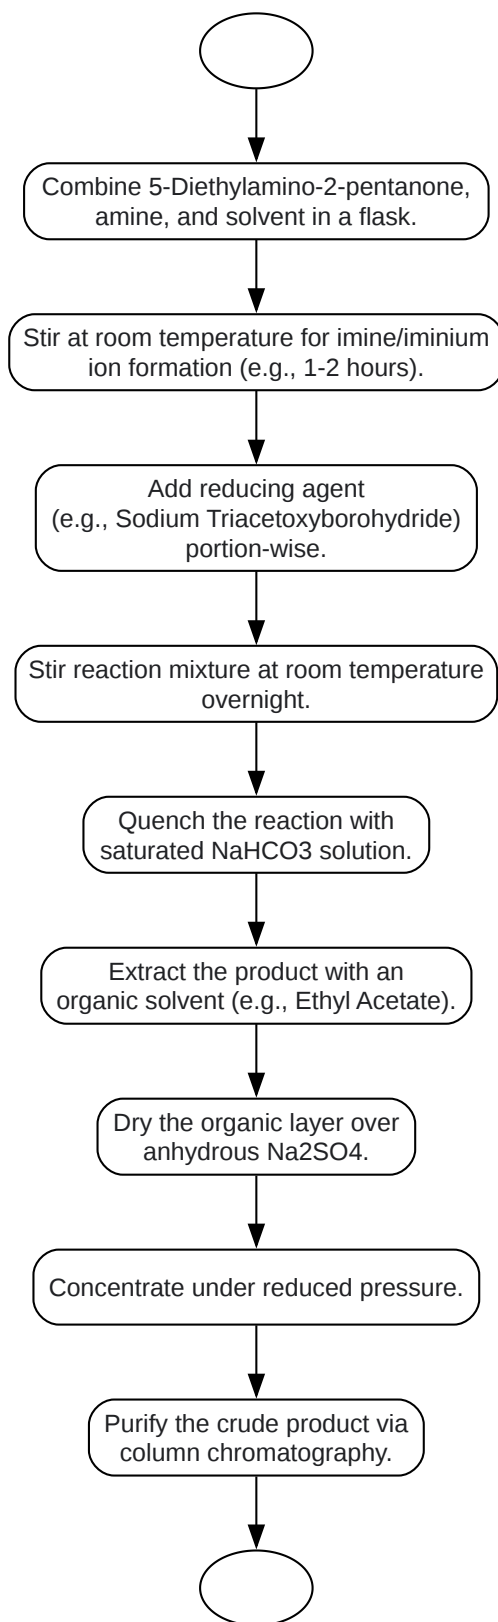 Combine 5-Diethylamino-2-pentanone,
amine, and solvent in a flask.
Stir at room temperature for imine/iminium
ion formation (e.g., 1-2 hours).
Add reducing agent
(e.g., Sodium Triacetoxyborohydride)
portion-wise.
Stir reaction mixture at room temperature
overnight.
Quench the reaction with
saturated NaHCO3 solution.
Extract the product with an
organic solvent (e.g., Ethyl Acetate).
Dry the organic layer over
anhydrous Na2SO4.
Concentrate under reduced pressure.
Purify the crude product via
column chromatography.